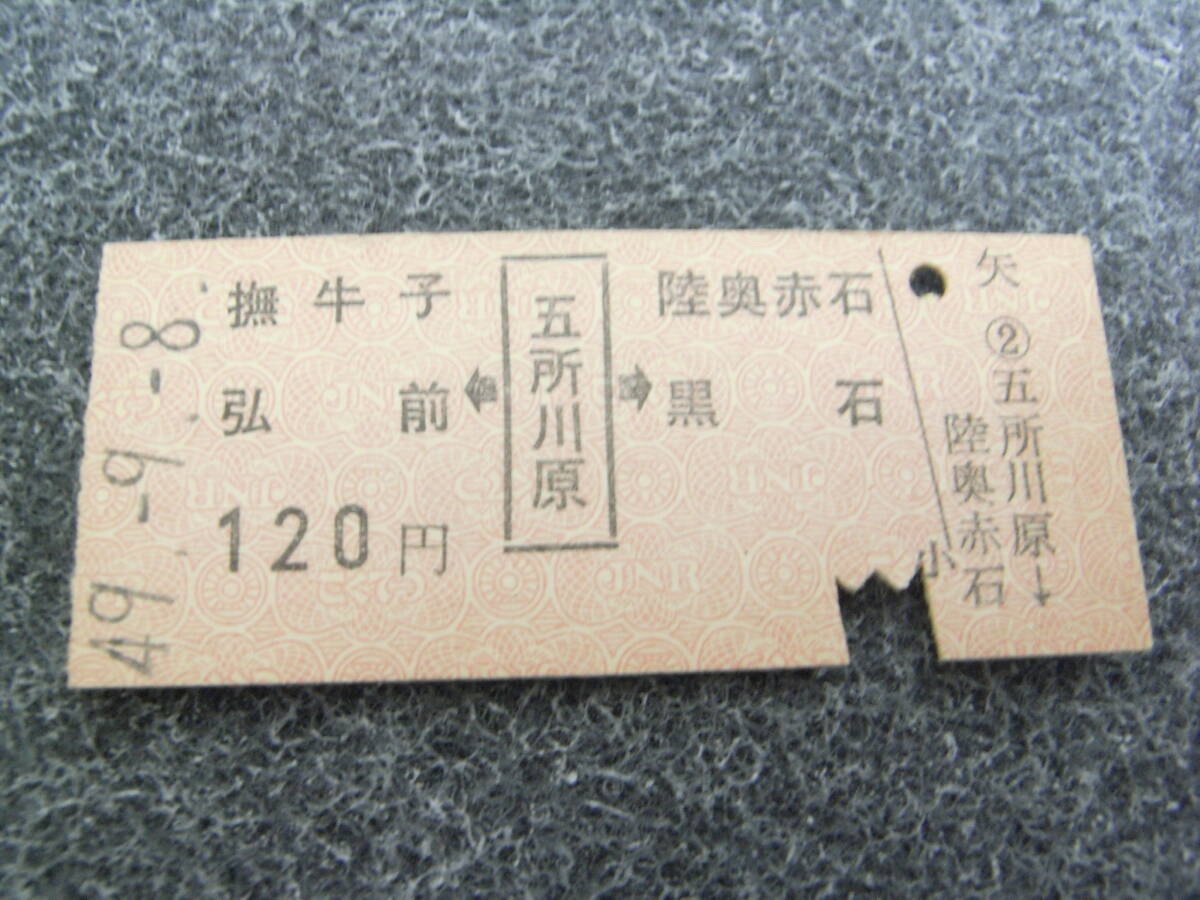 49.-9.-8.
撫牛子
弘前
120円
五所川原
陸奥赤石
黒石
矢
②五所川原→
陸奥赤石
小
JNR